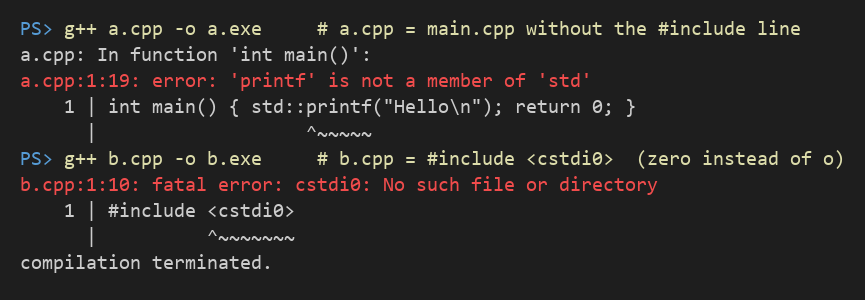 PS> g++ a.cpp -o a.exe     # a.cpp = main.cpp without the #include line
a.cpp: In function 'int main()':
a.cpp:1:19: error: 'printf' is not a member of 'std'
    1 | int main() { std::printf("Hello\n"); return 0; }
      |                   ^~~~~~
PS> g++ b.cpp -o b.exe     # b.cpp = #include <cstdi0>  (zero instead of o)
b.cpp:1:10: fatal error: cstdi0: No such file or directory
    1 | #include <cstdi0>
      |          ^~~~~~~~
compilation terminated.